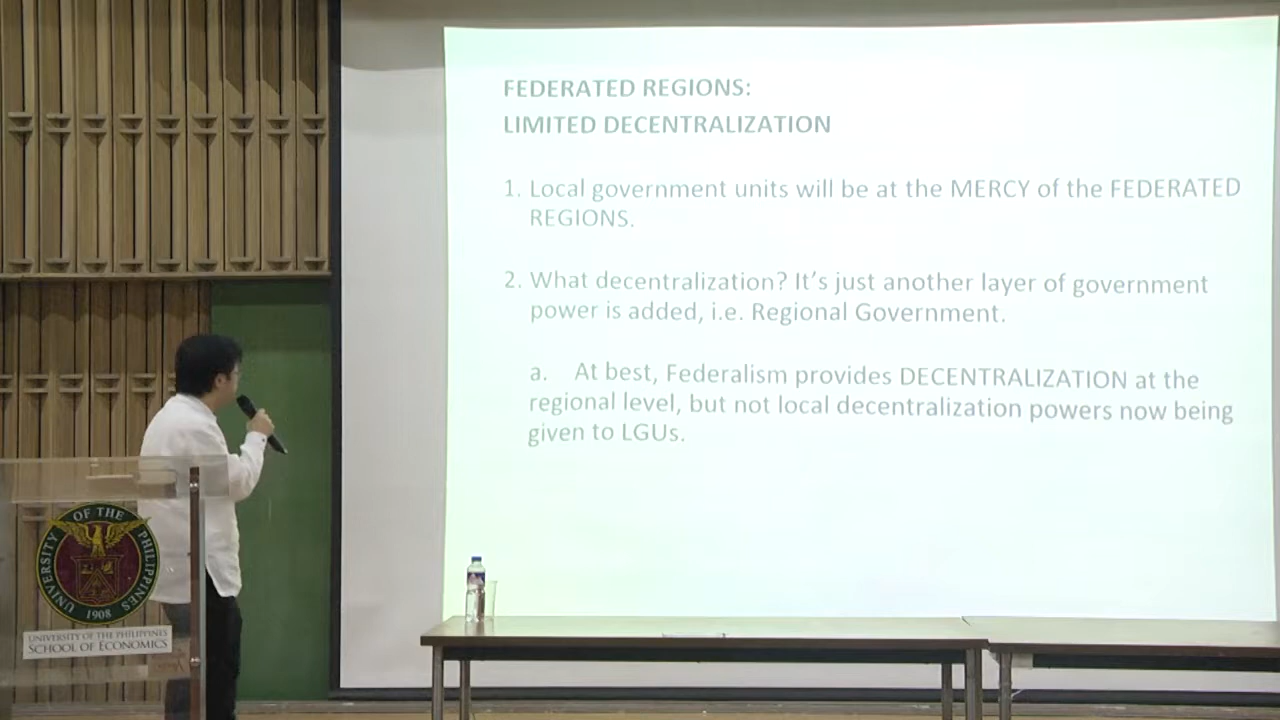 FEDERATED REGIONS:
LIMITED DECENTRALIZATION
1. Local government units will be at the MERCY of the FEDERATED
REGIONS.
2. What decentralization? It's just another layer of government
power is added, i.e. Regional Government.
a. At best, Federalism provides DECENTRALIZATION at the
regional level, but not local decentralization powers now being
given to LGUs.
UNIVERSITY OF THE PHILIPPINES
1908
UNIVERSITY OF THE PHILIPPINES
SCHOOL OF ECONOMICS